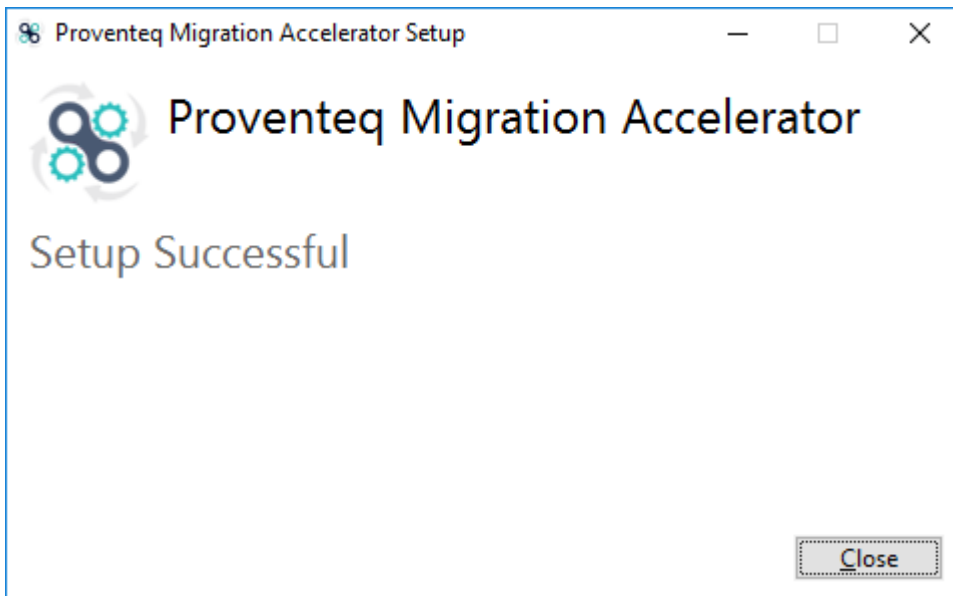 Proventeq Migration Accelerator Setup
Proventeq Migration Accelerator
Setup Successful
Close